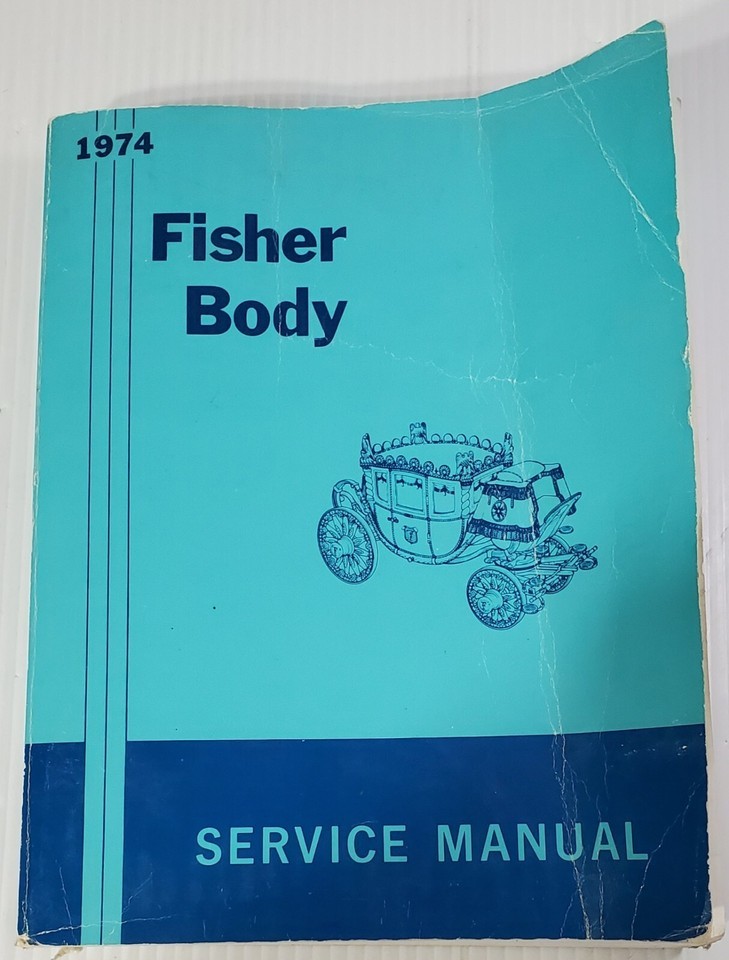 1974
Fisher
Body
SERVICE MANUAL